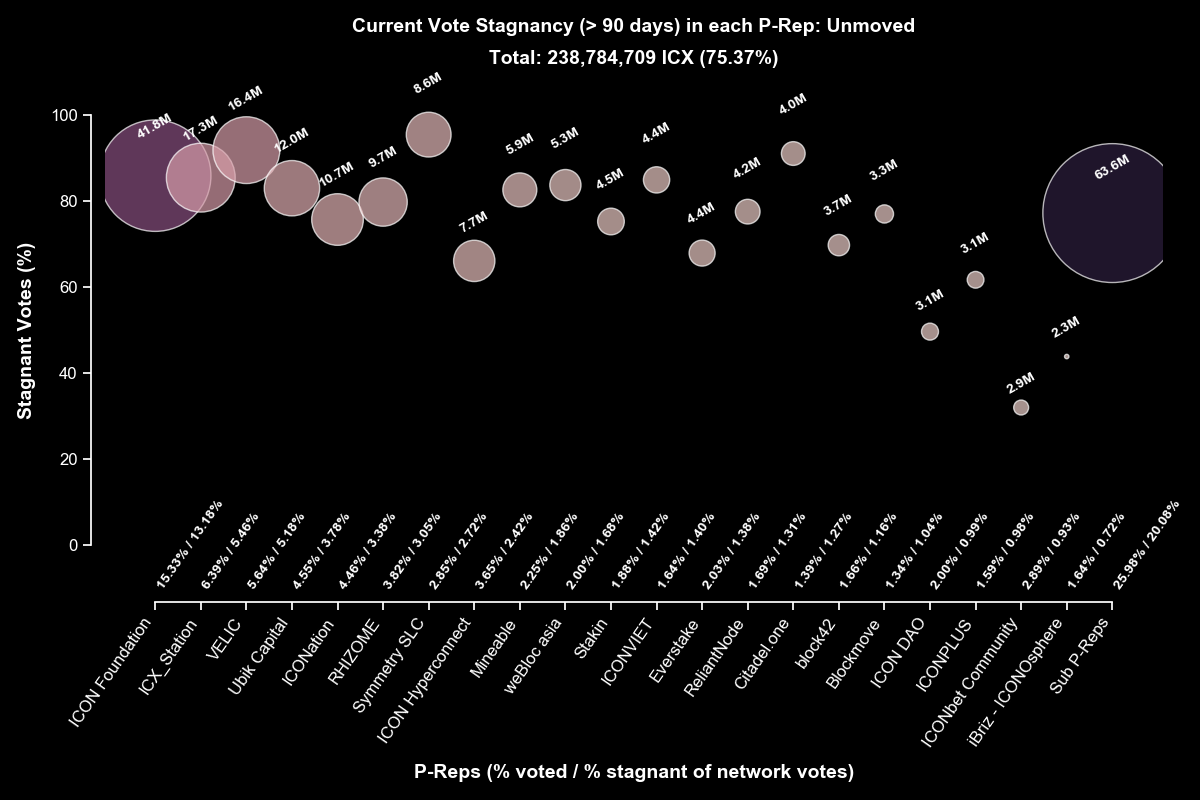 Current Vote Stagnancy (> 90 days) in each P-Rep: Unmoved
Total: 238,784,709 ICX (75.37%)
Stagnant Votes (%)
100
80
60
40
20
0
41.8M
17.3M
16.4M
12.0M
10.7M
9.7M
8.6M
7.7M
5.9M
5.3M
4.5M
4.4M
4.4M
4.2M
4.0M
3.7M
3.3M
3.1M
3.1M
2.9M
2.3M
63.6M
15.33% / 13.18%
6.39% / 5.46%
5.64% / 5.18%
4.55% / 3.78%
4.46% / 3.38%
3.82% / 3.05%
2.85% / 2.72%
3.65% / 2.42%
2.25% / 1.86%
2.00% / 1.68%
1.88% / 1.42%
1.64% / 1.40%
2.03% / 1.38%
1.69% / 1.31%
1.39% / 1.27%
1.66% / 1.16%
1.34% / 1.04%
2.00% / 0.99%
1.59% / 0.98%
2.89% / 0.93%
1.64% / 0.72%
25.98% / 20.08%
ICON Foundation
ICX_Station
VELIC
Ubik Capital
ICONation
RHIZOME
Symmetry SLC
ICON Hyperconnect
Mineable
weBloc asia
Stakin
ICONVIET
Everstake
ReliantNode
Citadel.one
block42
Blockmove
ICON DAO
ICONPLUS
ICONbet Community
iBriz - ICONOsphere
Sub P-Reps
P-Reps (% voted / % stagnant of network votes)